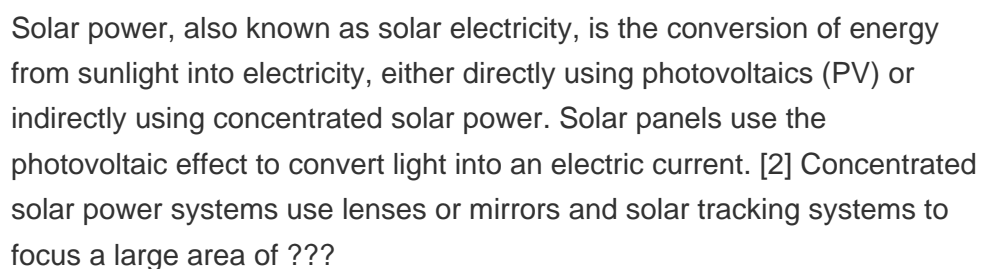 Solar power, also known as solar electricity, is the conversion of energy
from sunlight into electricity, either directly using photovoltaics (PV) or
indirectly using concentrated solar power. Solar panels use the
photovoltaic effect to convert light into an electric current. [2] Concentrated
solar power systems use lenses or mirrors and solar tracking systems to
focus a large area of ???